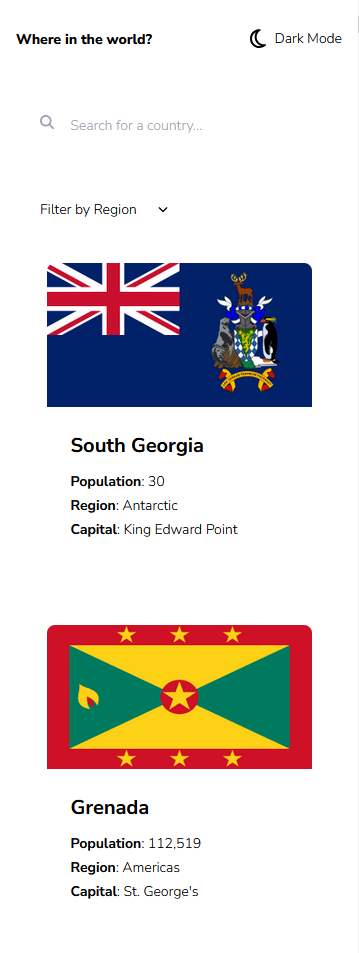 Where in the world?
Dark Mode
Search for a country...
Filter by Region
South Georgia
Population: 30
Region: Antarctic
Capital: King Edward Point
Grenada
Population: 112,519
Region: Americas
Capital: St. George's